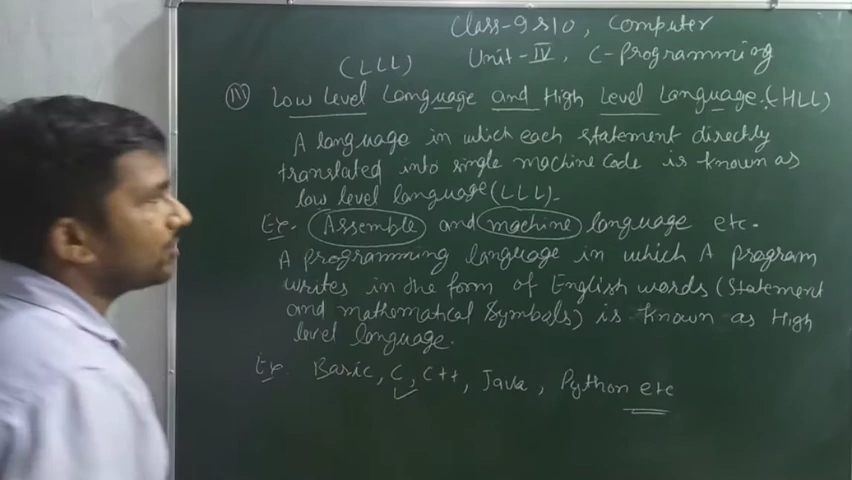 Class-9 & 10, Computer
Unit-IV, C-Programming
(LLL)
(III) Low Level Language and High Level Language:-(HLL)
A language in which each statement directly
translated into single machine code is known as
low level language(LLL)-
Ex- Assemble and machine language etc-
A programming language in which A program
writes in the form of English words (Statement
and mathematical symbols) is known as High
level language.
Ex. Basic, C, C++, Java, Python etc